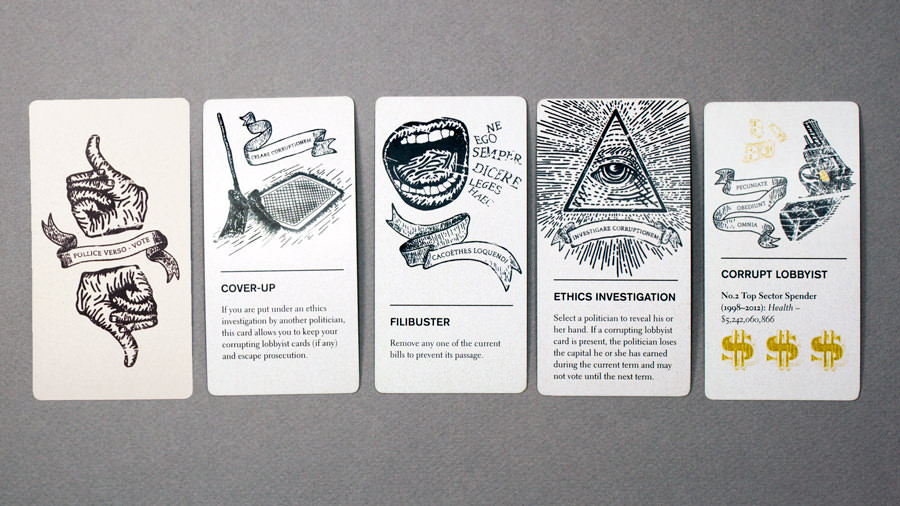 POLLICE VERSO - VOTE
CELARE CORRUPTIONEM
COVER-UP
If you are put under an ethics
investigation by another politician,
this card allows you to keep your
corrupting lobbyist cards (if any)
and escape prosecution.
NE
EGO
SEMPER
DICERE
LEGES
HAEC
CACOËTHES LOQUENDI
FILIBUSTER
Remove any one of the current
bills to prevent its passage.
INVESTIGARE CORRUPTIONEM
ETHICS INVESTIGATION
Select a politician to reveal his or
her hand. If a corrupting lobbyist
card is present, the politician loses
the capital he or she has earned
during the current term and may
not vote until the next term.
PECUNIATE
OBEDIUNT
OMNIA
CORRUPT LOBBYIST
No.2 Top Sector Spender
(1998–2012): Health –
$5,242,060,866
$ $ $